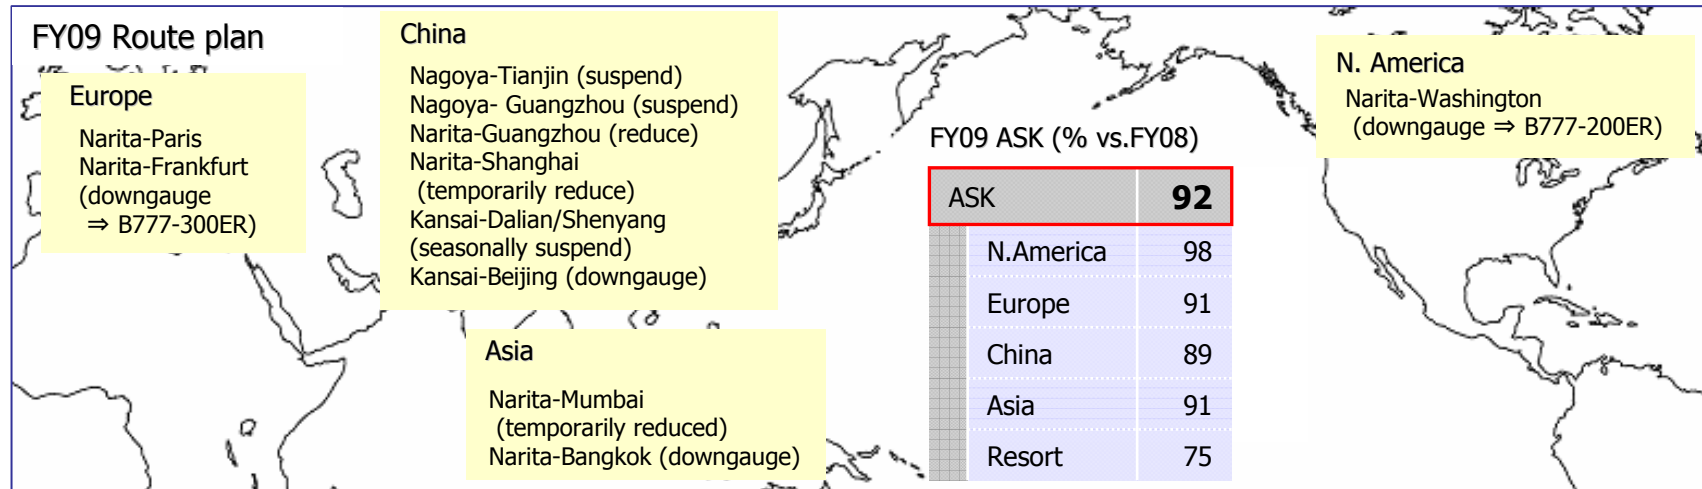 FY09 Route plan
Europe
Narita-Paris
Narita-Frankfurt
(downgauge
⇒ B777-300ER)
China
Nagoya-Tianjin (suspend)
Nagoya- Guangzhou (suspend)
Narita-Guangzhou (reduce)
Narita-Shanghai
(temporarily reduce)
Kansai-Dalian/Shenyang
(seasonally suspend)
Kansai-Beijing (downgauge)
Asia
Narita-Mumbai
(temporarily reduced)
Narita-Bangkok (downgauge)
FY09 ASK (% vs.FY08)
ASK 92
N.America 98
Europe 91
China 89
Asia 91
Resort 75
N. America
Narita-Washington
(downgauge ⇒ B777-200ER)